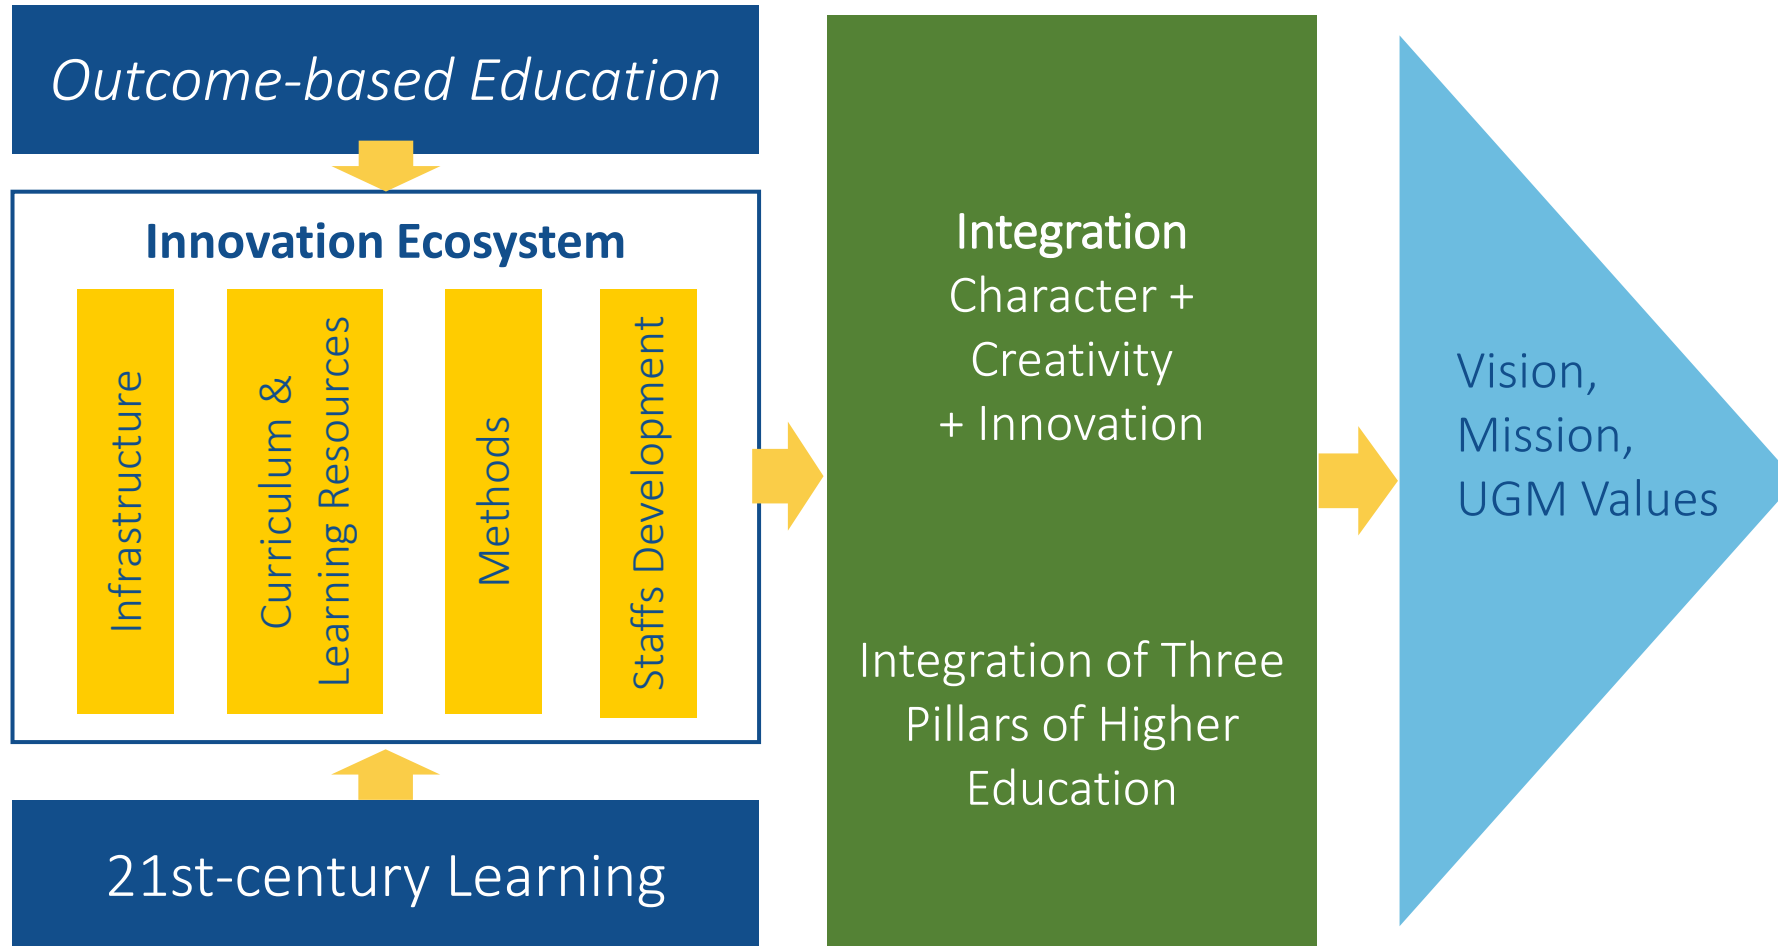 Outcome-based Education
Innovation Ecosystem
Infrastructure
Curriculum &
Learning Resources
Methods
Staffs Development
21st-century Learning
Integration
Character +
Creativity
+ Innovation
Integration of Three
Pillars of Higher
Education
Vision,
Mission,
UGM Values